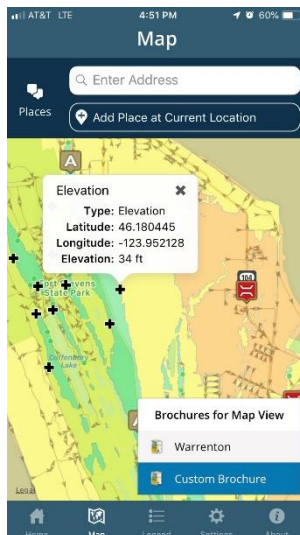 AT&T LTE 4:51 PM 60%
Map
Enter Address
Places
Add Place at Current Location
A
Elevation
Type: Elevation
Latitude: 46.180445
Longitude: -123.952128
Elevation: 34 ft
104
State Park
Lake
Brochures for Map View
Warrenton
Custom Brochure
Legal
Home Map Legend Settings About